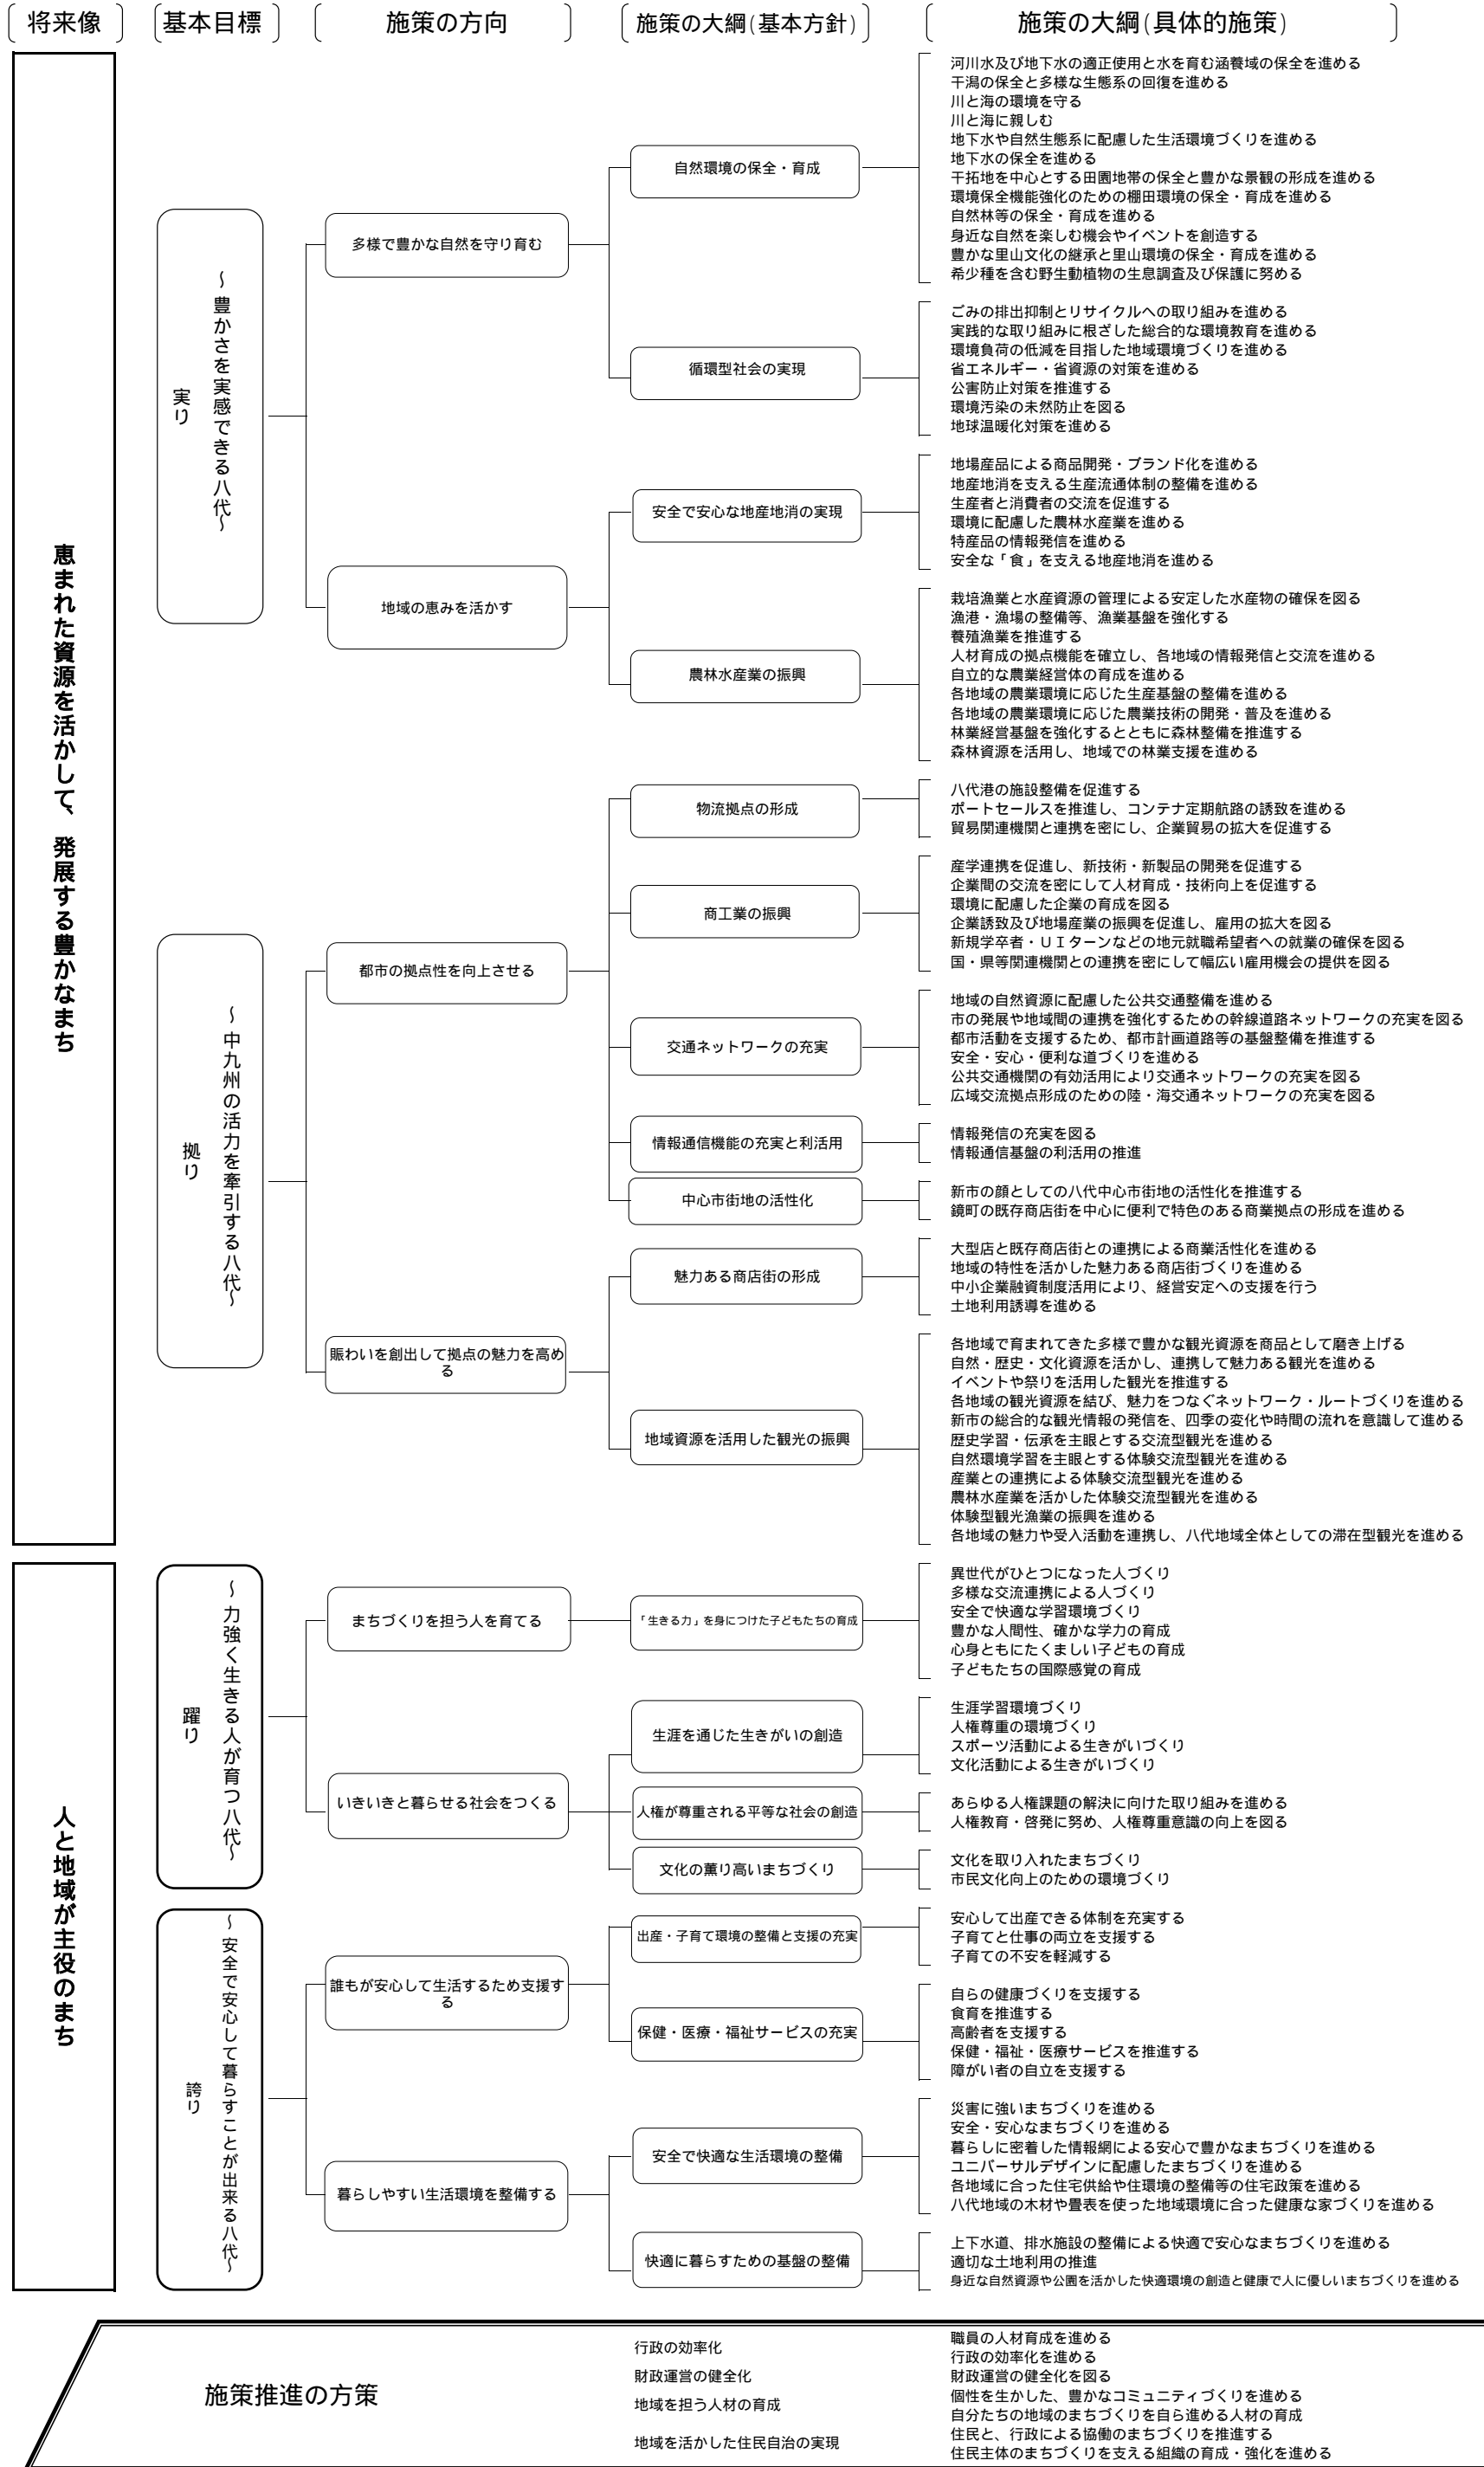 将来像
基本目標
施策の方向
施策の大綱(基本方針)
施策の大綱(具体的施策)
恵まれた資源を活かして、発展する豊かなまち
実り
～豊かさを実感できる八代～
多様で豊かな自然を守り育む
自然環境の保全・育成
河川水及び地下水の適正使用と水を育む涵養域の保全を進める
干潟の保全と多様な生態系の回復を進める
川と海の環境を守る
川と海に親しむ
地下水や自然生態系に配慮した生活環境づくりを進める
地下水の保全を進める
干拓地を中心とする田園地帯の保全と豊かな景観の形成を進める
環境保全機能強化のための棚田環境の保全・育成を進める
自然林等の保全・育成を進める
身近な自然を楽しむ機会やイベントを創造する
豊かな里山文化の継承と里山環境の保全・育成を進める
希少種を含む野生動植物の生息調査及び保護に努める
循環型社会の実現
ごみの排出抑制とリサイクルへの取り組みを進める
実践的な取り組みに根ざした総合的な環境教育を進める
環境負荷の低減を目指した地域環境づくりを進める
省エネルギー・省資源の対策を進める
公害防止対策を推進する
環境汚染の未然防止を図る
地球温暖化対策を進める
地域の恵みを活かす
安全で安心な地産地消の実現
地場産品による商品開発・ブランド化を進める
地産地消を支える生産流通体制の整備を進める
生産者と消費者の交流を促進する
環境に配慮した農林水産業を進める
特産品の情報発信を進める
安全な「食」を支える地産地消を進める
農林水産業の振興
栽培漁業と水産資源の管理による安定した水産物の確保を図る
漁港・漁場の整備等、漁業基盤を強化する
養殖漁業を推進する
人材育成の拠点機能を確立し、各地域の情報発信と交流を進める
自立的な農業経営体の育成を進める
各地域の農業環境に応じた生産基盤の整備を進める
各地域の農業環境に応じた農業技術の開発・普及を進める
林業経営基盤を強化するとともに森林整備を推進する
森林資源を活用し、地域での林業支援を進める
拠り
～中九州の活力を牽引する八代～
都市の拠点性を向上させる
物流拠点の形成
八代港の施設整備を促進する
ポートセールスを推進し、コンテナ定期航路の誘致を進める
貿易関連機関と連携を密にし、企業貿易の拡大を促進する
商工業の振興
産学連携を促進し、新技術・新製品の開発を促進する
企業間の交流を密にして人材育成・技術向上を促進する
環境に配慮した企業の育成を図る
企業誘致及び地場産業の振興を促進し、雇用の拡大を図る
新規学卒者・ＵＩターンなどの地元就職希望者への就業の確保を図る
国・県等関連機関との連携を密にして幅広い雇用機会の提供を図る
交通ネットワークの充実
地域の自然資源に配慮した公共交通整備を進める
市の発展や地域間の連携を強化するための幹線道路ネットワークの充実を図る
都市活動を支援するため、都市計画道路等の基盤整備を推進する
安全・安心・便利な道づくりを進める
公共交通機関の有効活用により交通ネットワークの充実を図る
広域交流拠点形成のための陸・海交通ネットワークの充実を図る
情報通信機能の充実と利活用
情報発信の充実を図る
情報通信基盤の利活用の推進
中心市街地の活性化
新市の顔としての八代中心市街地の活性化を推進する
鏡町の既存商店街を中心に便利で特色のある商業拠点の形成を進める
賑わいを創出して拠点の魅力を高め
る
魅力ある商店街の形成
大型店と既存商店街との連携による商業活性化を進める
地域の特性を活かした魅力ある商店街づくりを進める
中小企業融資制度活用により、経営安定への支援を行う
土地利用誘導を進める
地域資源を活用した観光の振興
各地域で育まれてきた多様で豊かな観光資源を商品として磨き上げる
自然・歴史・文化資源を活かし、連携して魅力ある観光を進める
イベントや祭りを活用した観光を推進する
各地域の観光資源を結び、魅力をつなぐネットワーク・ルートづくりを進める
新市の総合的な観光情報の発信を、四季の変化や時間の流れを意識して進める
歴史学習・伝承を主眼とする交流型観光を進める
自然環境学習を主眼とする体験交流型観光を進める
産業との連携による体験交流型観光を進める
農林水産業を活かした体験交流型観光を進める
体験型観光漁業の振興を進める
各地域の魅力や受入活動を連携し、八代地域全体としての滞在型観光を進める
人と地域が主役のまち
躍り
～力強く生きる人が育つ八代～
まちづくりを担う人を育てる
「生きる力」を身につけた子どもたちの育成
異世代がひとつになった人づくり
多様な交流連携による人づくり
安全で快適な学習環境づくり
豊かな人間性、確かな学力の育成
心身ともにたくましい子どもの育成
子どもたちの国際感覚の育成
いきいきと暮らせる社会をつくる
生涯を通じた生きがいの創造
生涯学習環境づくり
人権尊重の環境づくり
スポーツ活動による生きがいづくり
文化活動による生きがいづくり
人権が尊重される平等な社会の創造
あらゆる人権課題の解決に向けた取り組みを進める
人権教育・啓発に努め、人権尊重意識の向上を図る
文化の薫り高いまちづくり
文化を取り入れたまちづくり
市民文化向上のための環境づくり
誇り
～安全で安心して暮らすことが出来る八代～
誰もが安心して生活するため支援す
る
出産・子育て環境の整備と支援の充実
安心して出産できる体制を充実する
子育てと仕事の両立を支援する
子育ての不安を軽減する
保健・医療・福祉サービスの充実
自らの健康づくりを支援する
食育を推進する
高齢者を支援する
保健・福祉・医療サービスを推進する
障がい者の自立を支援する
暮らしやすい生活環境を整備する
安全で快適な生活環境の整備
災害に強いまちづくりを進める
安全・安心なまちづくりを進める
暮らしに密着した情報網による安心で豊かなまちづくりを進める
ユニバーサルデザインに配慮したまちづくりを進める
各地域に合った住宅供給や住環境の整備等の住宅政策を進める
八代地域の木材や畳表を使った地域環境に合った健康な家づくりを進める
快適に暮らすための基盤の整備
上下水道、排水施設の整備による快適で安心なまちづくりを進める
適切な土地利用の推進
身近な自然資源や公園を活かした快適環境の創造と健康で人に優しいまちづくりを進める
施策推進の方策
行政の効率化
財政運営の健全化
地域を担う人材の育成
地域を活かした住民自治の実現
職員の人材育成を進める
行政の効率化を進める
財政運営の健全化を図る
個性を生かした、豊かなコミュニティづくりを進める
自分たちの地域のまちづくりを自ら進める人材の育成
住民と、行政による協働のまちづくりを推進する
住民主体のまちづくりを支える組織の育成・強化を進める